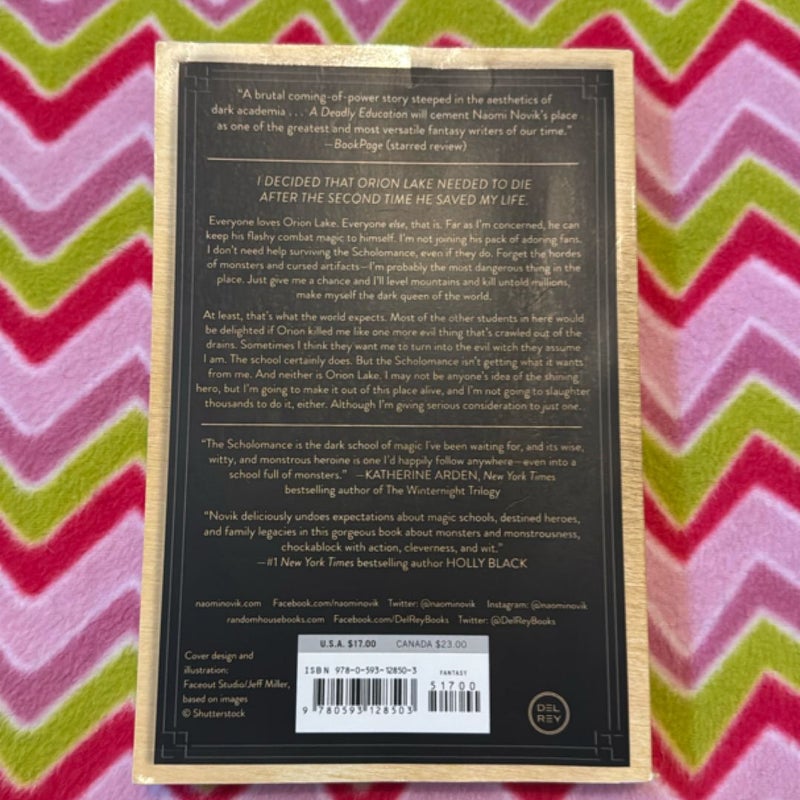 “A brutal coming-of-power story steeped in the aesthetics of
dark academia . . . A Deadly Education will cement Naomi Novik’s place
as one of the greatest and most versatile fantasy writers of our time.”
—BookPage (starred review)
I DECIDED THAT ORION LAKE NEEDED TO DIE
AFTER THE SECOND TIME HE SAVED MY LIFE.
Everyone loves Orion Lake. Everyone else, that is. Far as I’m concerned, he can
keep his flashy combat magic to himself. I’m not joining his pack of adoring fans.
I don’t need help surviving the Scholomance, even if they do. Forget the hordes
of monsters and cursed artifacts—I’m probably the most dangerous thing in the
place. Just give me a chance and I’ll level mountains and kill untold millions,
make myself the dark queen of the world.
At least, that’s what the world expects. Most of the other students in here would
be delighted if Orion killed me like one more evil thing that’s crawled out of the
drains. Sometimes I think they want me to turn into the evil witch they assume
I am. The school certainly does. But the Scholomance isn’t getting what it wants
from me. And neither is Orion Lake. I may not be anyone’s idea of the shining
hero, but I’m going to make it out of this place alive, and I’m not going to slaughter
thousands to do it, either. Although I’m giving serious consideration to just one.
“The Scholomance is the dark school of magic I’ve been waiting for, and its wise,
witty, and monstrous heroine is one I’d happily follow anywhere—even into a
school full of monsters.” —KATHERINE ARDEN, New York Times
bestselling author of The Winternight Trilogy
“Novik deliciously undoes expectations about magic schools, destined heroes,
and family legacies in this gorgeous book about monsters and monstrousness,
chockablock with action, cleverness, and wit.”
—#1 New York Times bestselling author HOLLY BLACK
naominovik.com Facebook.com/naominovik Twitter: @naominovik Instagram: @naominovik
randomhousebooks.com Facebook.com/DelReyBooks Twitter: @DelReyBooks
U.S.A. $17.00 CANADA $23.00
Cover design and
illustration:
Faceout Studio/Jeff Miller,
based on images
© Shutterstock
ISBN 978-0-593-12850-3
FANTASY
51700
9 780593 128503
DEL
REY